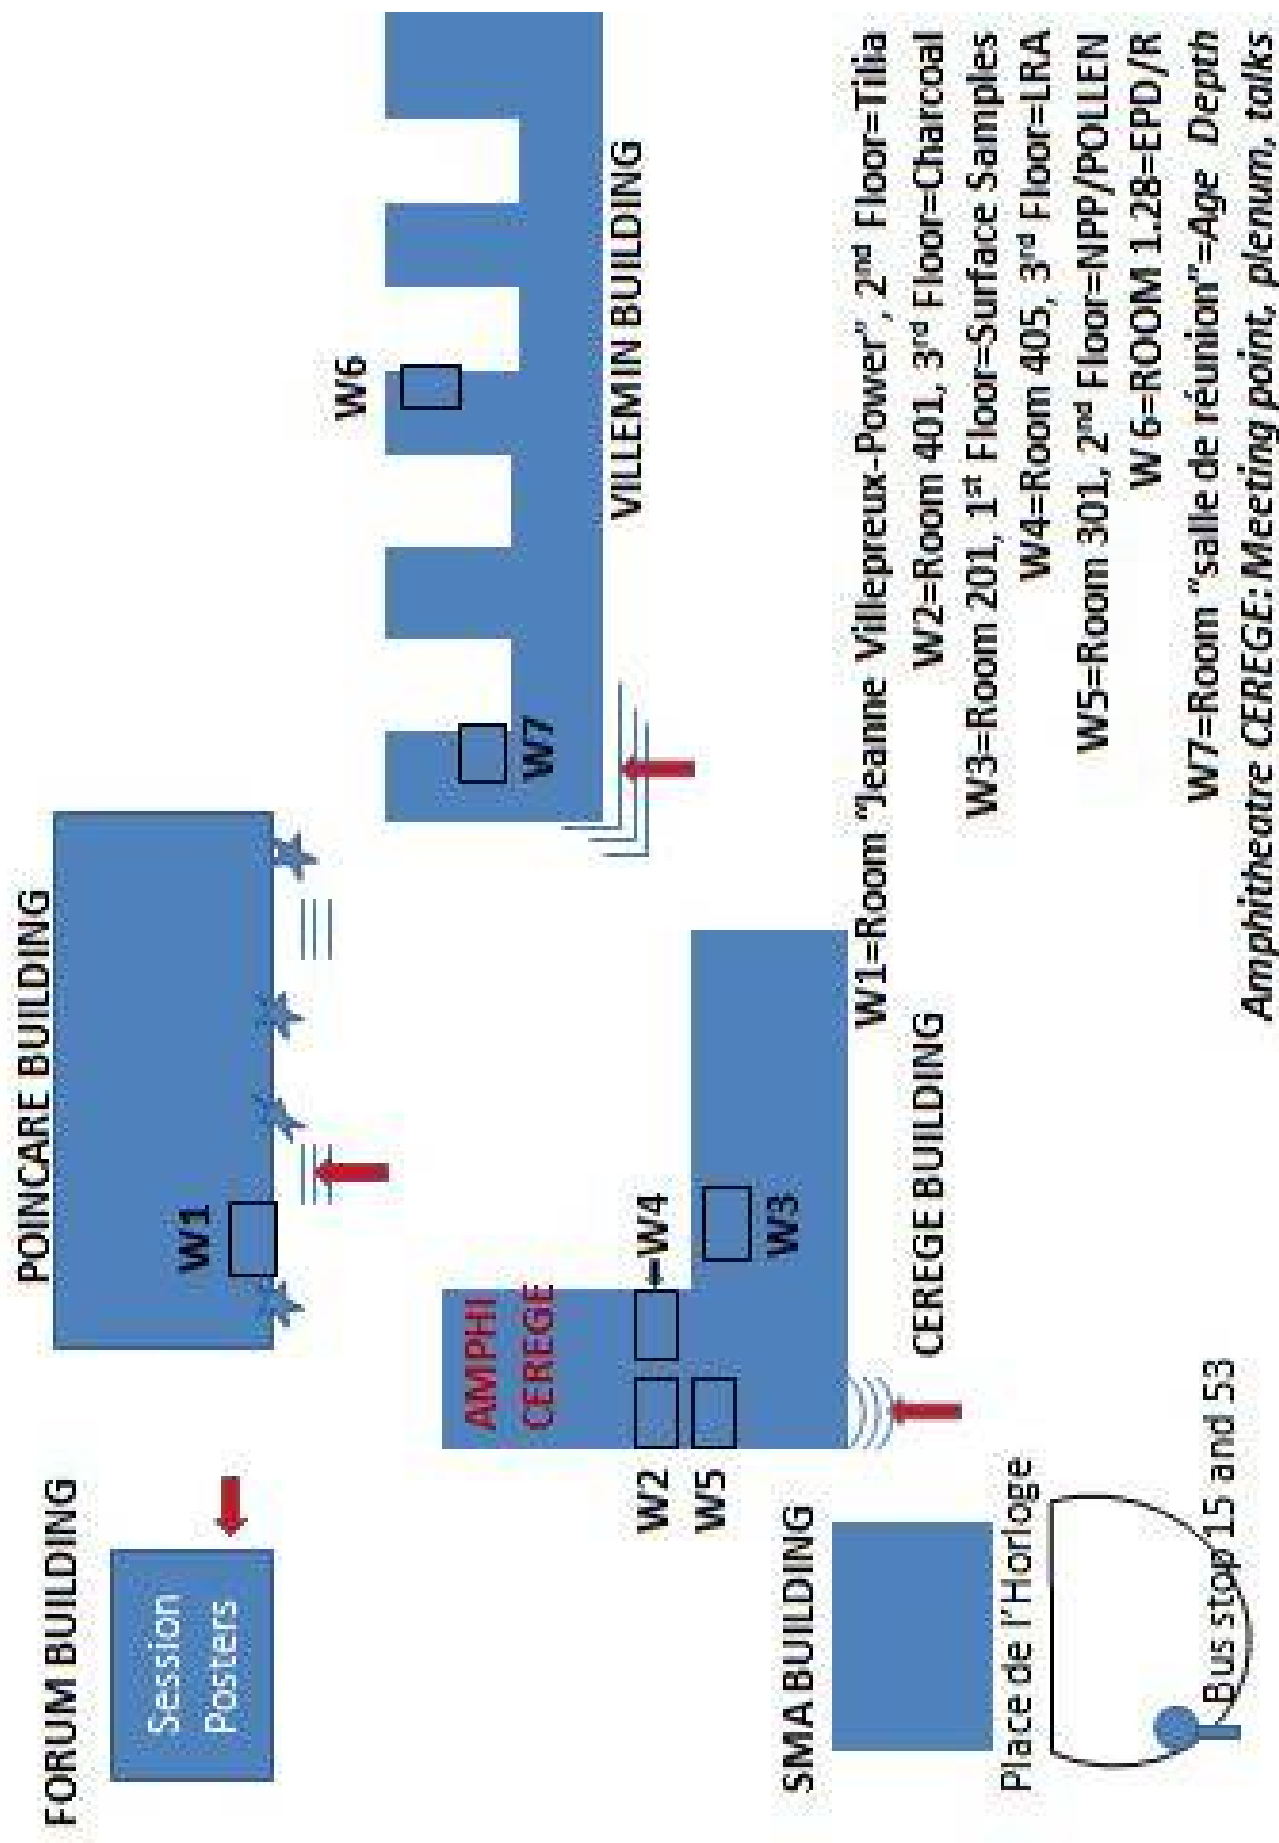 FORUM BUILDING
Session
Posters
POINCARE BUILDING
W1
AMPHI
CEREGE
W2
W5
W4
W3
CEREGE BUILDING
W6
W7
VILLEMIN BUILDING
SMA BUILDING
Place de l'Horloge
Bus stop 15 and 53
W1=Room "Jeanne Villepreux-Power", 2nd Floor=Tilia
W2=Room 401, 3rd Floor=Charcoal
W3=Room 201, 1st Floor=Surface Samples
W4=Room 405, 3rd Floor=LRA
W5=Room 301, 2nd Floor=NPP/POLLEN
W 6=ROOM 1.28=EPD/R
W7=Room "salle de réunion"=Age Depth
Amphitheatre CEREGE: Meeting point, plenum, talks